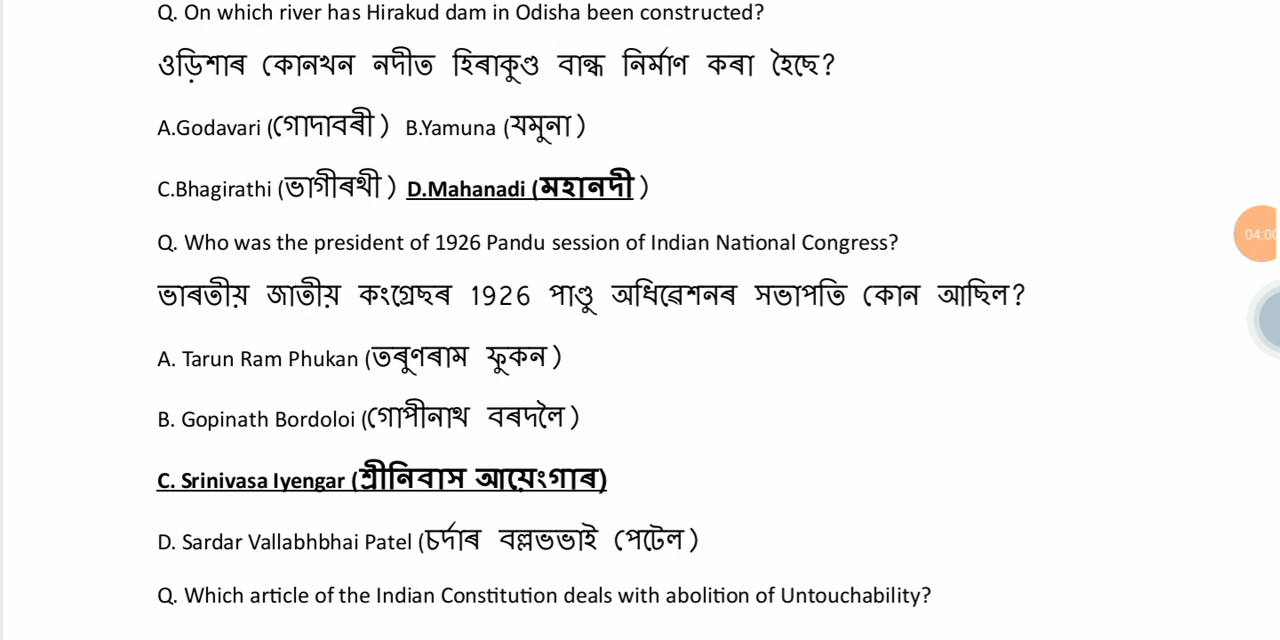 Q. On which river has Hirakud dam in Odisha been constructed?
ওড়িশাৰ কোনখন নদীত হিৰাকুণ্ড বান্ধ নিৰ্মাণ কৰা হৈছে?
A.Godavari (গোদাবৰী) B.Yamuna (যমুনা)
C.Bhagirathi (ভাগীৰথী) D.Mahanadi (মহানদী)
Q. Who was the president of 1926 Pandu session of Indian National Congress?
ভাৰতীয় জাতীয় কংগ্ৰেছৰ 1926 পাণ্ডু অধিৱেশনৰ সভাপতি কোন আছিল?
A. Tarun Ram Phukan (তৰুণৰাম ফুকন)
B. Gopinath Bordoloi (গোপীনাথ বৰদলৈ)
C. Srinivasa Iyengar (শ্ৰীনিবাস আয়েংগাৰ)
D. Sardar Vallabhbhai Patel (চৰ্দাৰ বল্লভভাই পেটেল)
Q. Which article of the Indian Constitution deals with abolition of Untouchability?
04:00